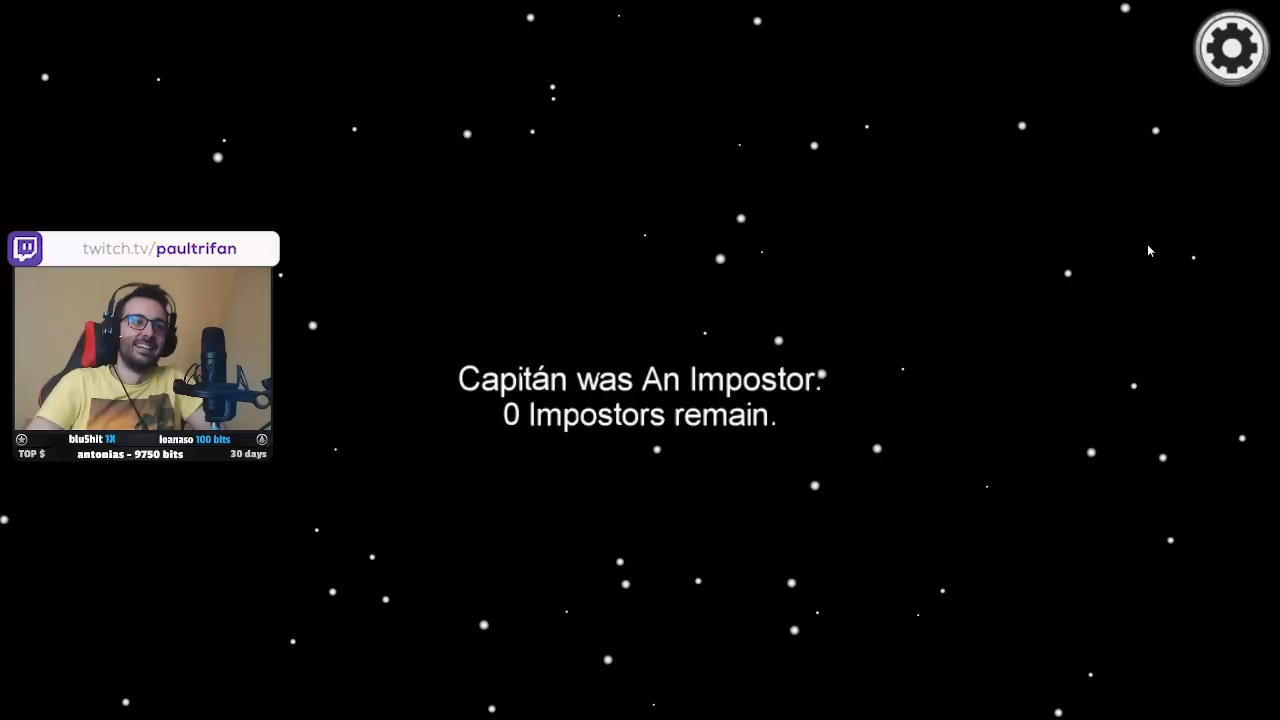 twitch.tv/paultrifan
Capitán was An Impostor.
0 Impostors remain.
blu5hit 1X
ioanaso 100 bits
TOP $
antonias - 9750 bits
30 days